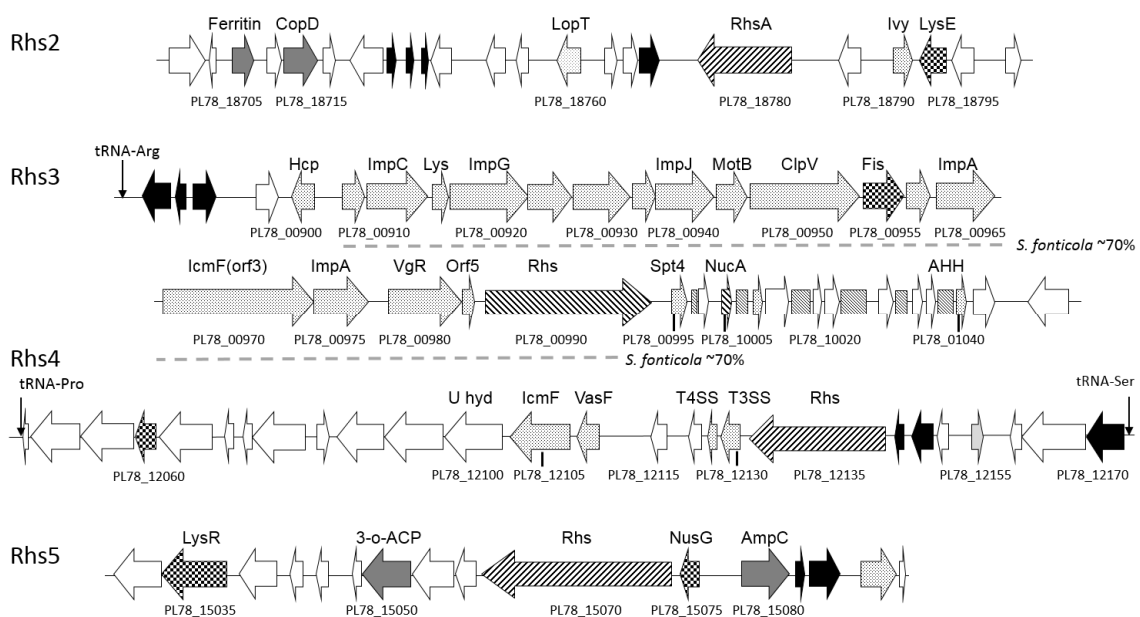 Ferritin CopD LopT RhsA Ivy LysE
Rhs2
PL78_18705 PL78_18715 PL78_18760 PL78_18780 PL78_18790 PL78_18795
tRNA-Arg
Hcp ImpC Lys ImpG ImpJ MotB ClpV Fis ImpA
Rhs3
PL78_00900 PL78_00910 PL78_00920 PL78_00930 PL78_00940 PL78_00950 PL78_00955 PL78_00965
S. fonticola ~70%
IcmF(orf3) ImpA VgR Orf5 Rhs Spt4 NucA AHH
PL78_00970 PL78_00975 PL78_00980 PL78_00990 PL78_00995 PL78_10005 PL78_10020 PL78_01040
S. fonticola ~70%
Rhs4
tRNA-Pro tRNA-Ser
U hyd IcmF VasF T4SS T3SS Rhs
PL78_12060 PL78_12100 PL78_12105 PL78_12115 PL78_12130 PL78_12135 PL78_12155 PL78_12170
LysR 3-o-ACP Rhs NusG AmpC
Rhs5
PL78_15035 PL78_15050 PL78_15070 PL78_15075 PL78_15080